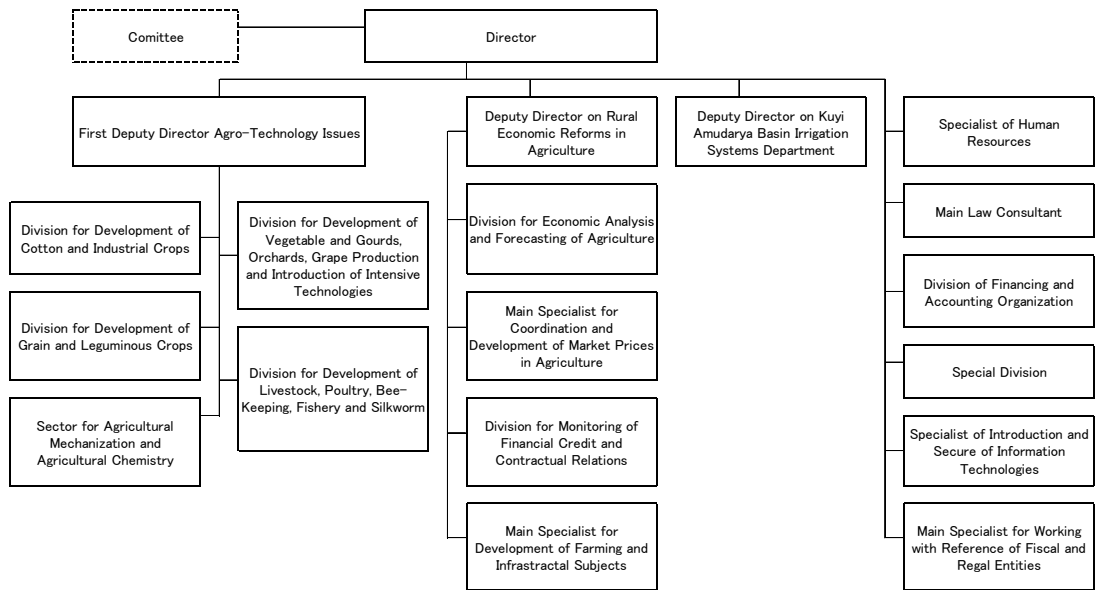 Comittee
Director
First Deputy Director Agro-Technology Issues
Deputy Director on Rural
Economic Reforms in
Agriculture
Deputy Director on Kuyi
Amudarya Basin Irrigation
Systems Department
Specialist of Human
Resources
Division for Development of
Cotton and Industrial Crops
Division for Development of
Vegetable and Gourds,
Orchards, Grape Production
and Introduction of Intensive
Technologies
Division for Economic Analysis
and Forecasting of Agriculture
Main Law Consultant
Division for Development of
Grain and Leguminous Crops
Division for Development of
Livestock, Poultry, Bee-
Keeping, Fishery and Silkworm
Main Specialist for
Coordination and
Development of Market Prices
in Agriculture
Division of Financing and
Accounting Organization
Special Division
Sector for Agricultural
Mechanization and
Agricultural Chemistry
Division for Monitoring of
Financial Credit and
Contractual Relations
Specialist of Introduction and
Secure of Information
Technologies
Main Specialist for
Development of Farming and
Infrastractal Subjects
Main Specialist for Working
with Reference of Fiscal and
Regal Entities